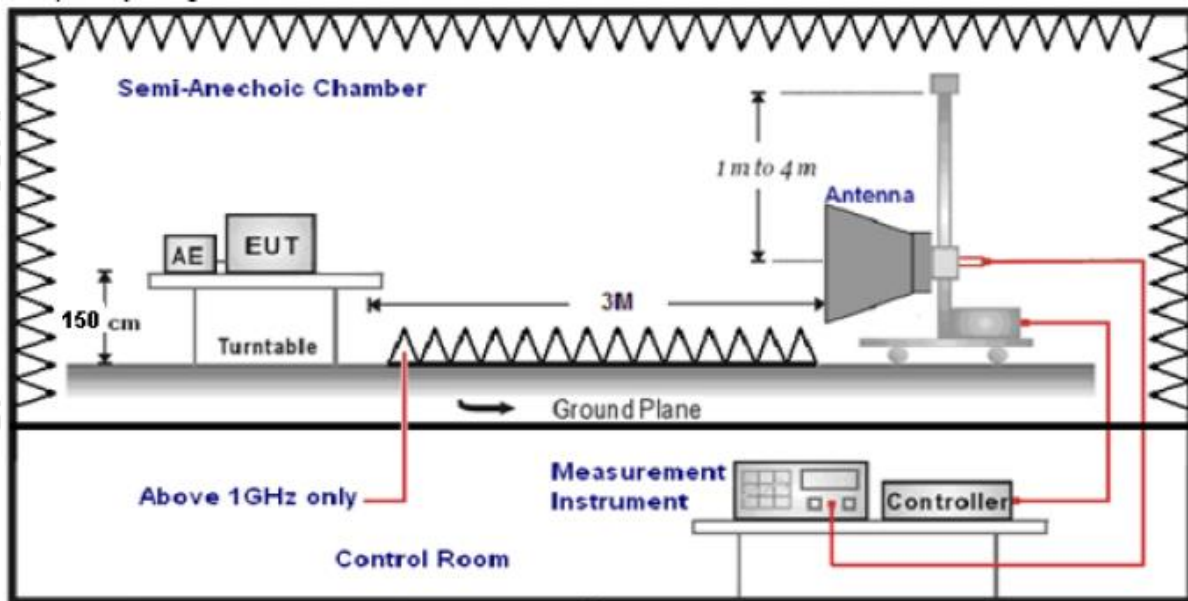 Semi-Anechoic Chamber
1 m to 4 m
Antenna
AE
EUT
150 cm
3M
Turntable
Ground Plane
Above 1GHz only
Measurement
Instrument
Controller
Control Room